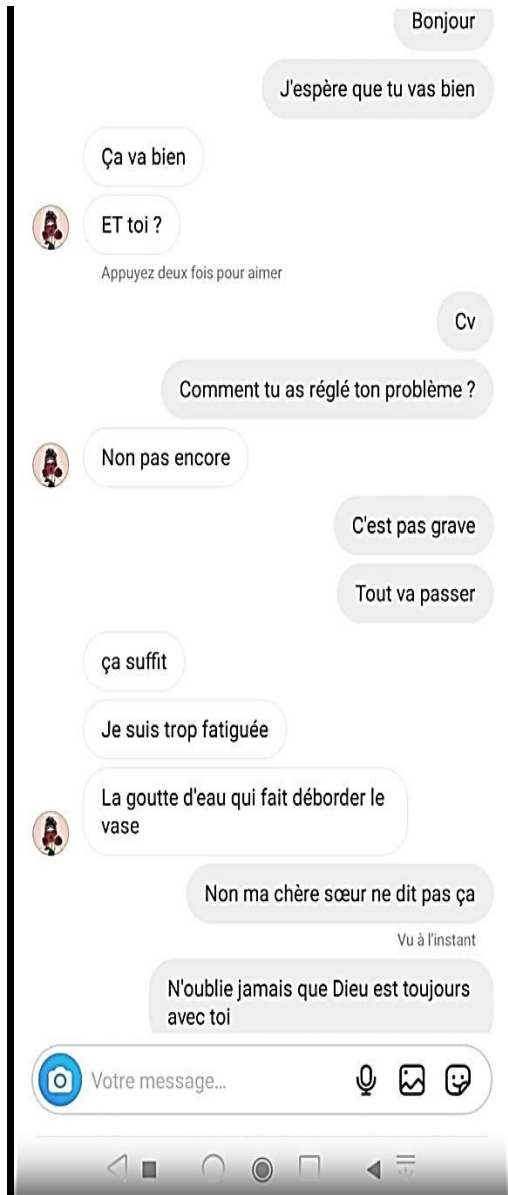 Bonjour
J'espère que tu vas bien
Ça va bien
ET toi ?
Appuyez deux fois pour aimer
Cv
Comment tu as réglé ton problème ?
Non pas encore
C'est pas grave
Tout va passer
ça suffit
Je suis trop fatiguée
La goutte d'eau qui fait déborder le
vase
Non ma chère sœur ne dit pas ça
Vu à l'instant
N'oublie jamais que Dieu est toujours
avec toi
Votre message...